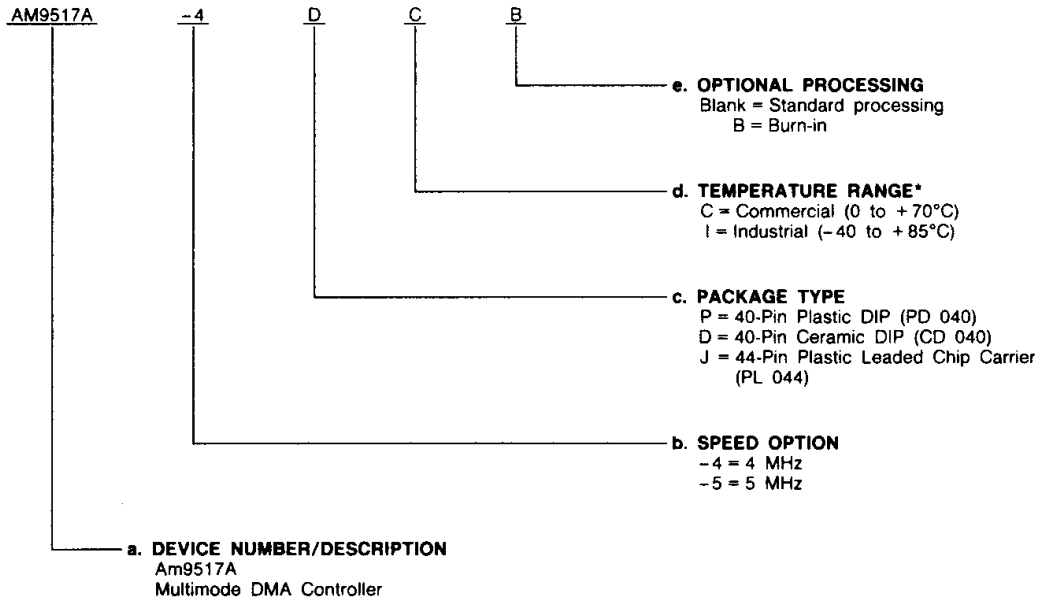 AM9517A -4 D C B
e. OPTIONAL PROCESSING
Blank = Standard processing
B = Burn-in
d. TEMPERATURE RANGE*
C = Commercial (0 to +70°C)
I = Industrial (-40 to +85°C)
c. PACKAGE TYPE
P = 40-Pin Plastic DIP (PD 040)
D = 40-Pin Ceramic DIP (CD 040)
J = 44-Pin Plastic Leaded Chip Carrier
(PL 044)
b. SPEED OPTION
-4 = 4 MHz
-5 = 5 MHz
a. DEVICE NUMBER/DESCRIPTION
Am9517A
Multimode DMA Controller